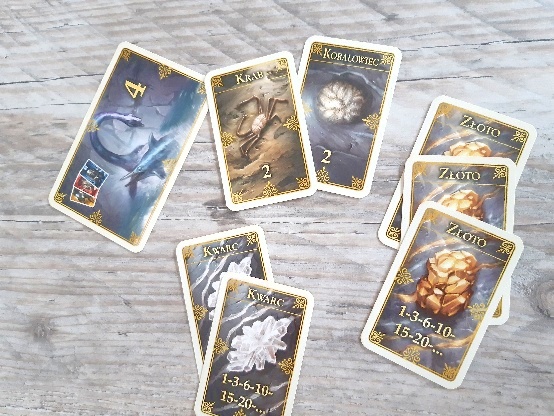 4
KRAB
2
KORALOWIEC
2
ZŁOTO
ZŁOTO
ZŁOTO
1-3-6-10-
15-20-...
KWARC
KWARC
1-3-6-10-
15-20-...